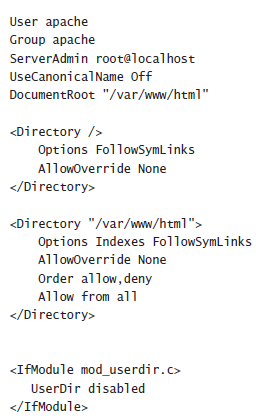 User apache
Group apache
ServerAdmin root@localhost
UseCanonicalName Off
DocumentRoot "/var/www/html"

<Directory />
    Options FollowSymLinks
    AllowOverride None
</Directory>

<Directory "/var/www/html">
    Options Indexes FollowSymLinks
    AllowOverride None
    Order allow,deny
    Allow from all
</Directory>

<IfModule mod_userdir.c>
   UserDir disabled
</IfModule>